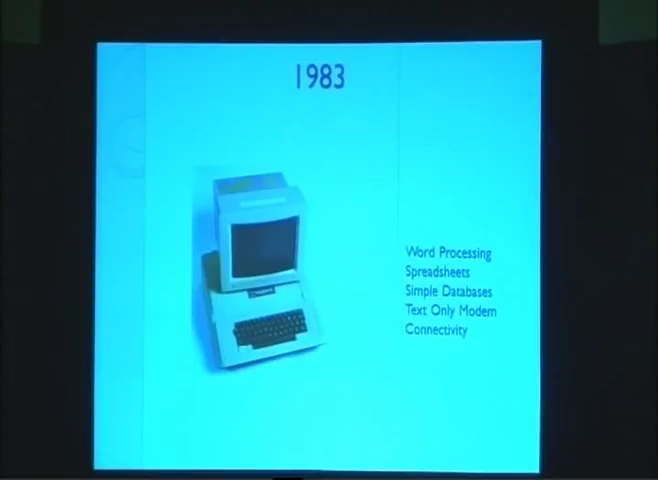 1983
Word Processing
Spreadsheets
Simple Databases
Text Only Modem
Connectivity